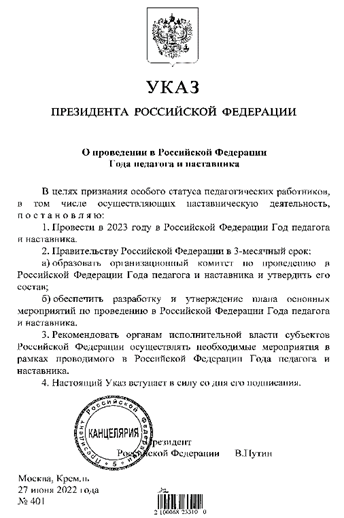 УКАЗ
ПРЕЗИДЕНТА РОССИЙСКОЙ ФЕДЕРАЦИИ
О проведении в Российской Федерации
Года педагога и наставника
В целях признания особого статуса педагогических работников,
в том числе осуществляющих наставническую деятельность,
постановляю:
1. Провести в 2023 году в Российской Федерации Год педагога
и наставника.
2. Правительству Российской Федерации в 3-месячный срок:
а) образовать организационный комитет по проведению в
Российской Федерации Года педагога и наставника и утвердить его
состав;
б) обеспечить разработку и утверждение плана основных
мероприятий по проведению в Российской Федерации Года педагога
и наставника.
3. Рекомендовать органам исполнительной власти субъектов
Российской Федерации осуществлять необходимые мероприятия в
рамках проводимого в Российской Федерации Года педагога и
наставника.
4. Настоящий Указ вступает в силу со дня его подписания.
КАНЦЕЛЯРИЯ
Президент
Российской Федерации В.Путин
Москва, Кремль
27 июня 2022 года
№ 401
2 100068 25310 0